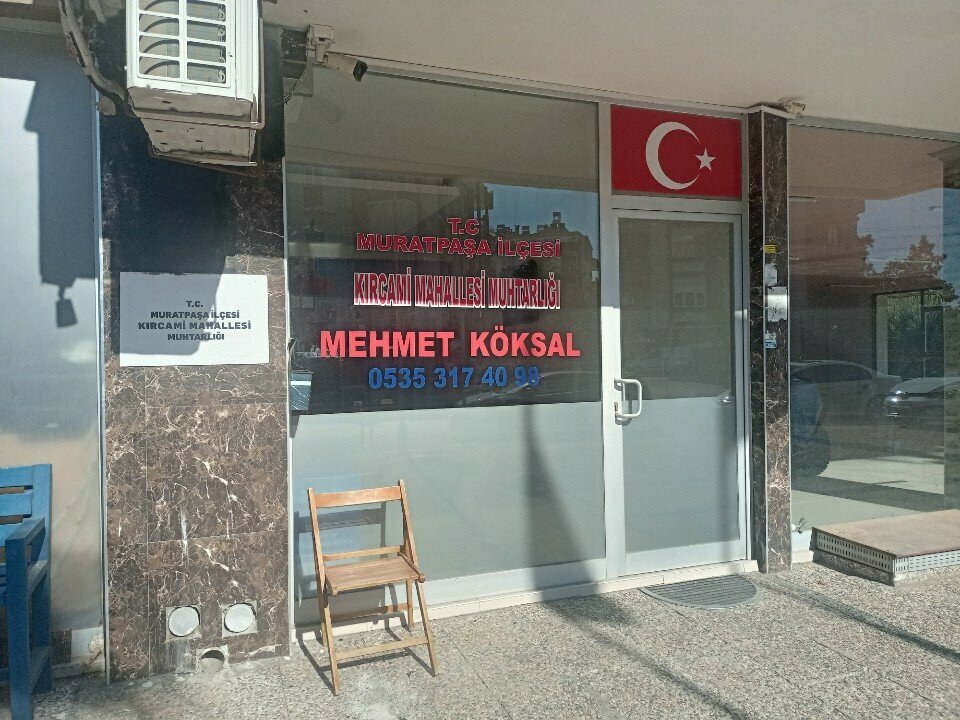 T.C.
MURATPAŞA İLÇESİ
KIRCAMİ MAHALLESİ
MUHTARLIĞI
T.C
MURATPAŞA İLÇESİ
KIRCAMİ MAHALLESİ MUHTARLIĞI
MEHMET KÖKSAL
0535 317 40 98